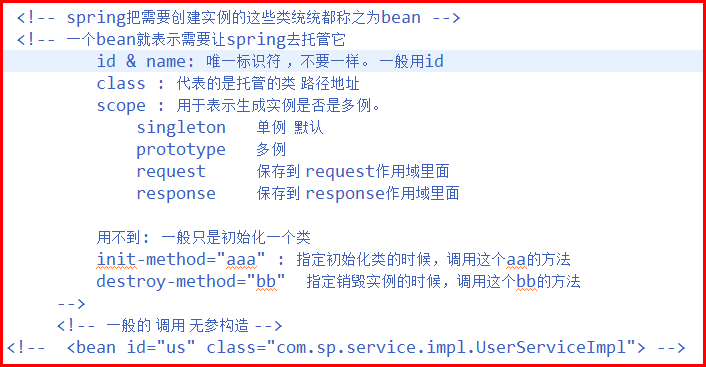 <!-- spring把需要创建实例的这些类统统都称之为bean -->
<!-- 一个bean就表示需要让spring去托管它
id & name: 唯一标识符 ，不要一样。 一般用id
class : 代表的是托管的类 路径地址
scope : 用于表示生成实例是否是多例。
singleton 单例 默认
prototype 多例
request 保存到 request作用域里面
response 保存到 response作用域里面
用不到: 一般只是初始化一个类
init-method="aaa" : 指定初始化类的时候，调用这个aa的方法
destroy-method="bb" 指定销毁实例的时候，调用这个bb的方法
-->
<!-- 一般的 调用 无参构造 -->
<!-- <bean id="us" class="com.sp.service.impl.UserServiceImpl"> -->